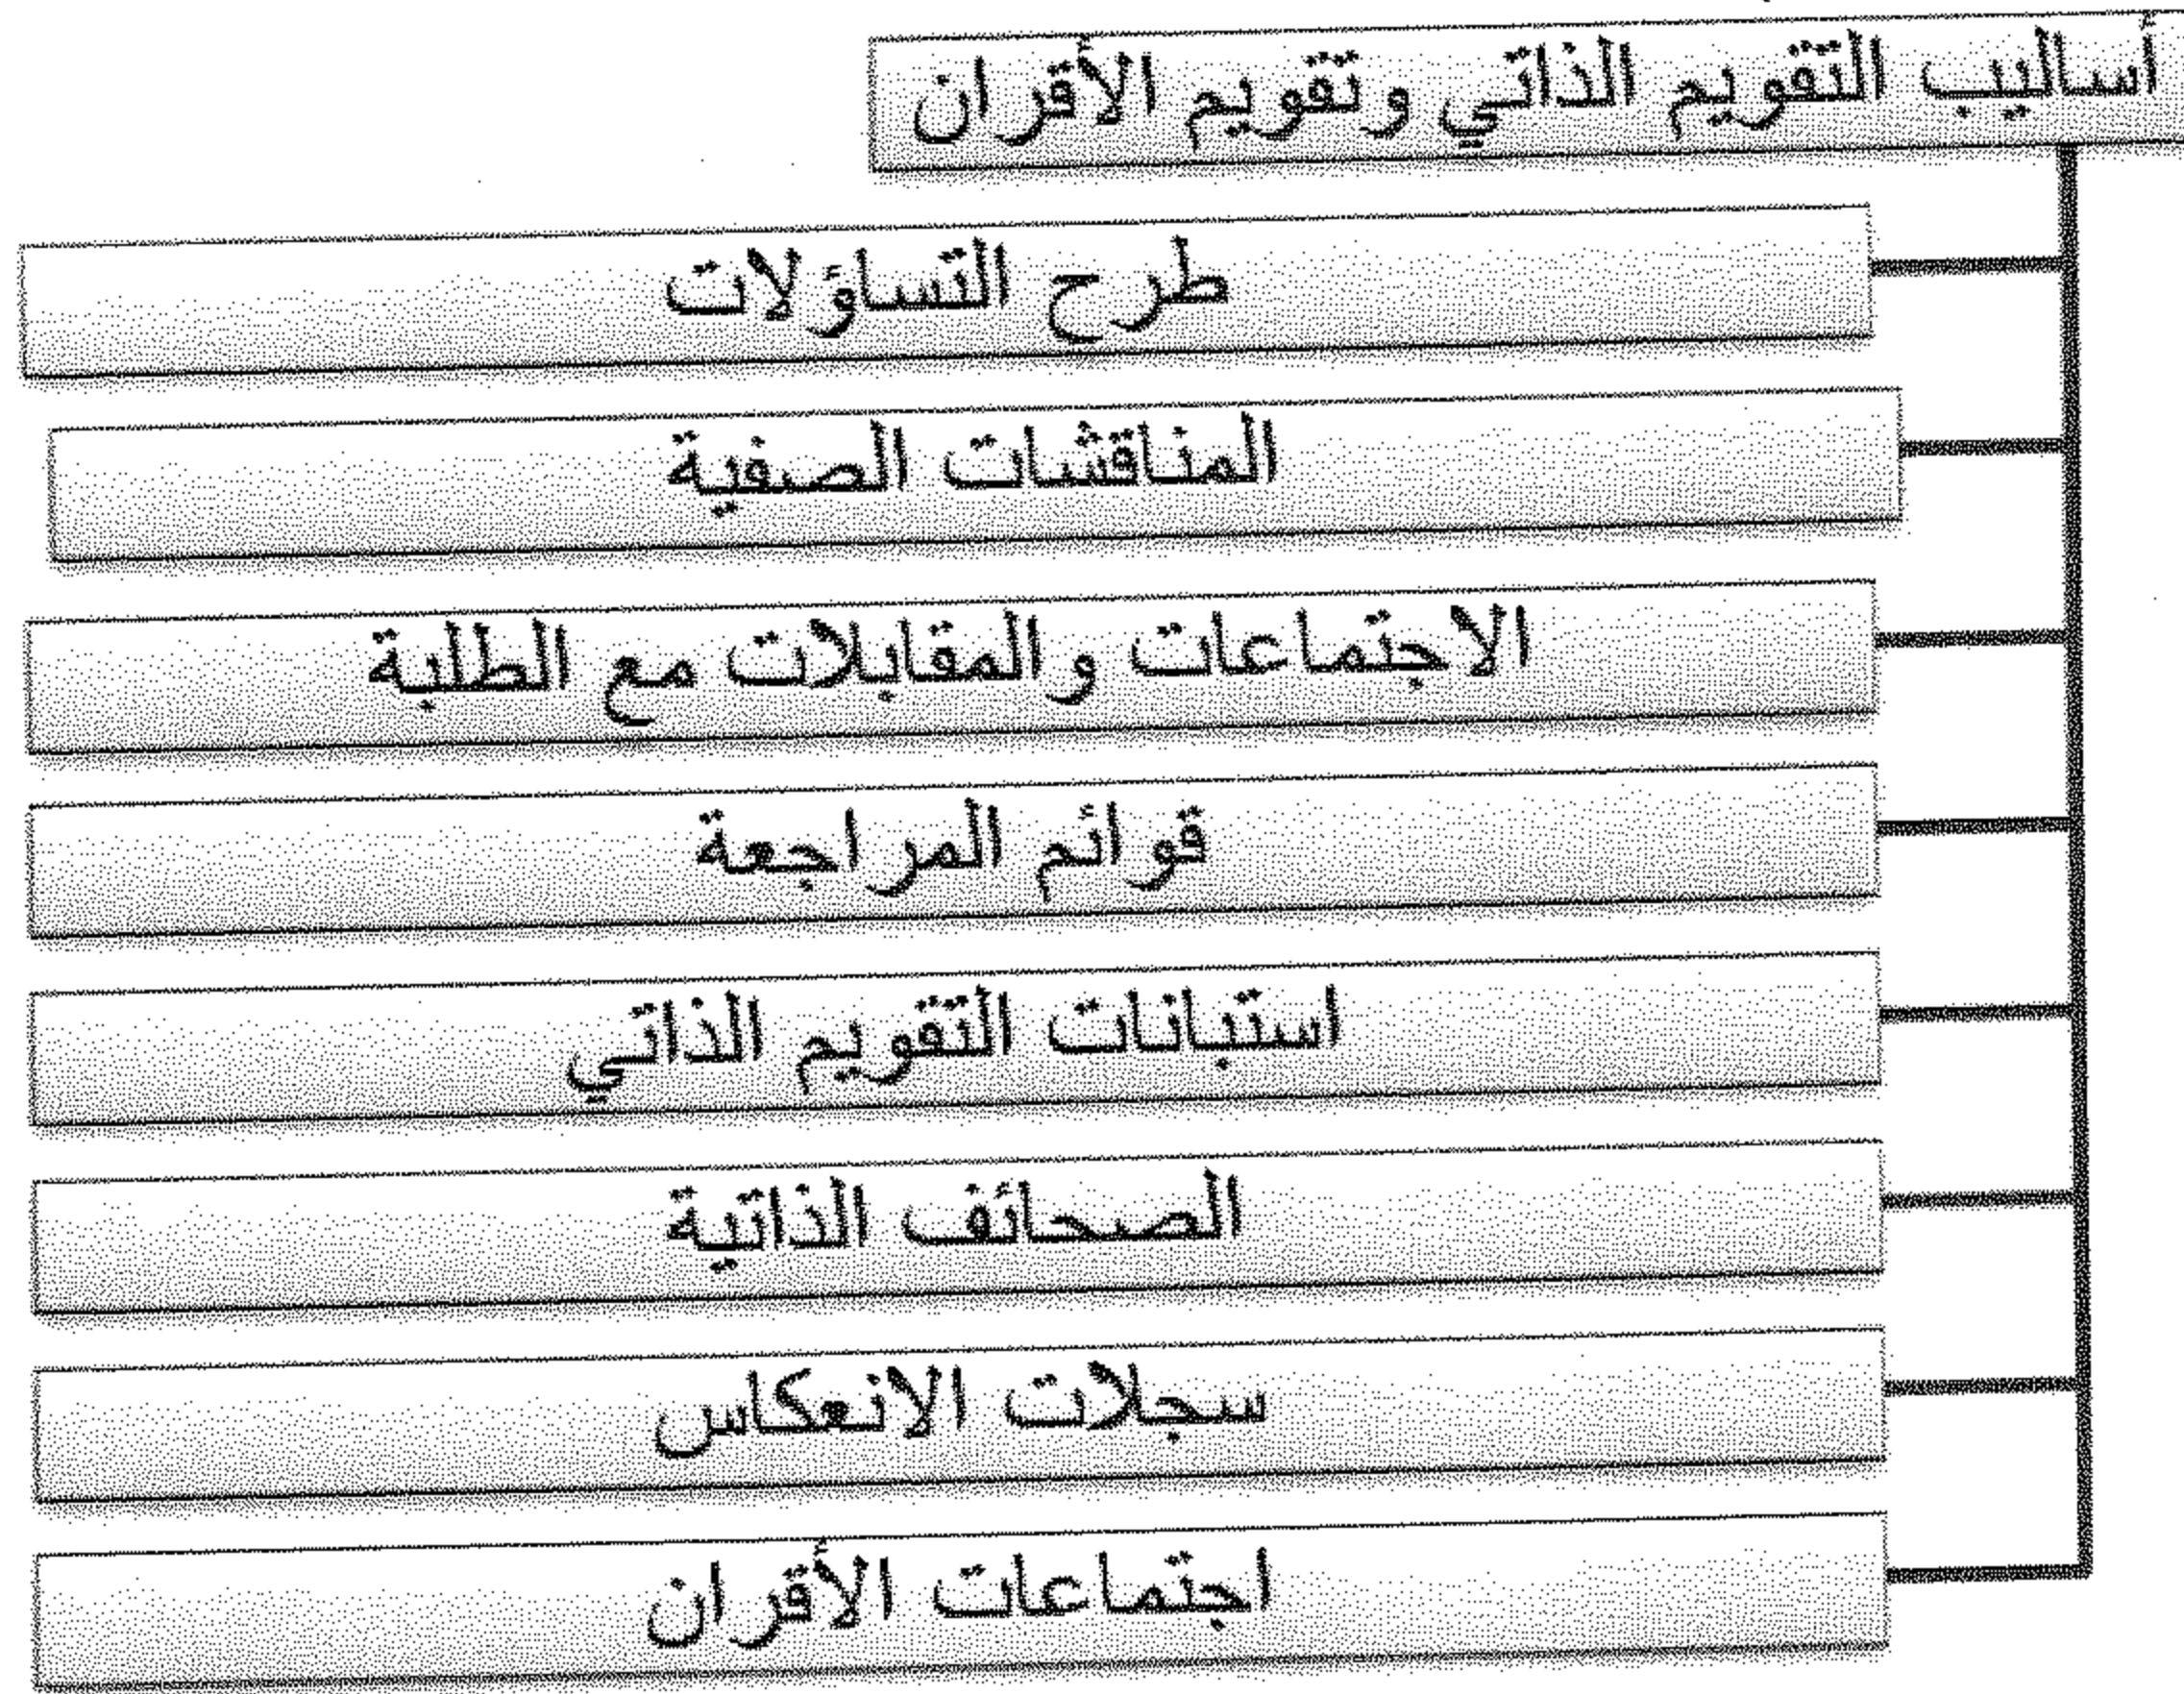 أساليب التقويم الذاتي وتقويم الأقران
طرح التساؤلات
المناقشات الصفية
الاجتماعات والمقابلات مع الطلبة
قوائم المراجعة
استبانات التقويم الذاتي
الصحائف الذاتية
سجلات الانعكاس
اجتماعات الأقران